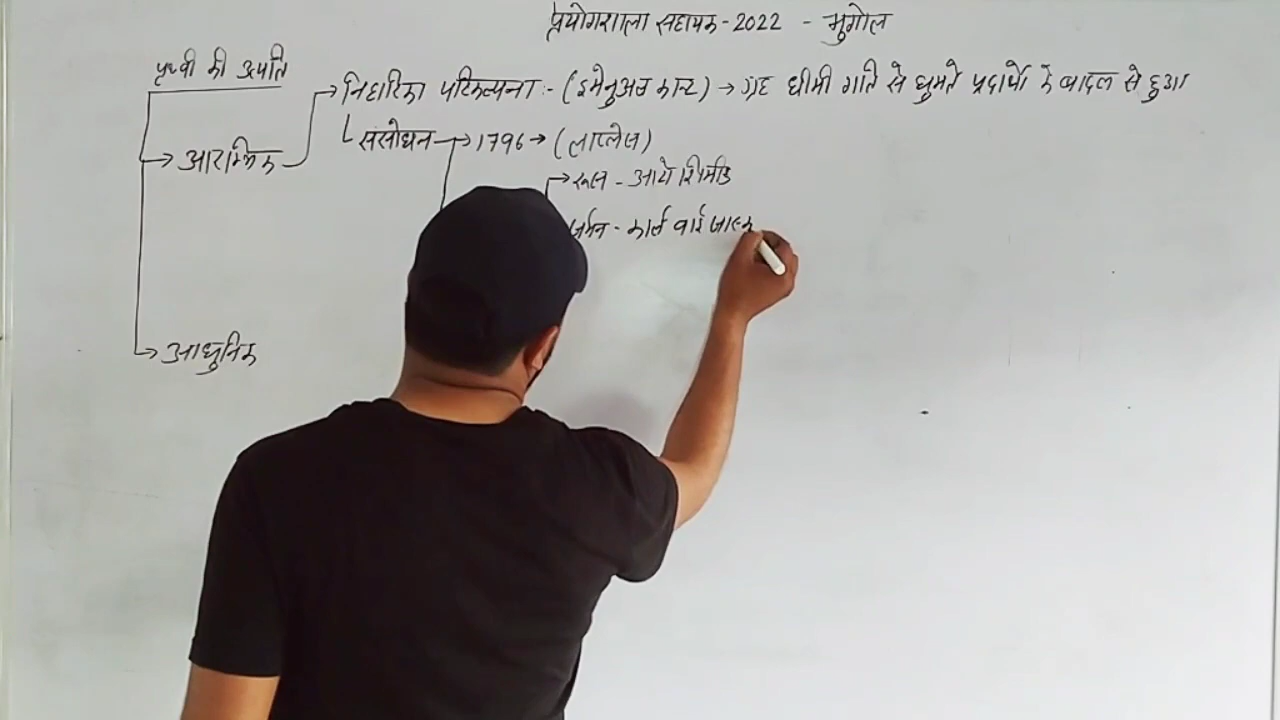 प्रयोगशाला सहायक-2022 - भुगोल
पृथ्वी की उत्पति
→ आरम्भिक
→ निहारिका परिकल्पना :- (इमेनुअल कान्ट) → ग्रह धीमी गति से घुमते पदार्थो के बादल से हुआ
संसोधन → 1796 → (लाप्लेस)
→ रूस - आटो श्मिीड
जर्मन - कार्ल वाई जास्क
→ आधुनिक